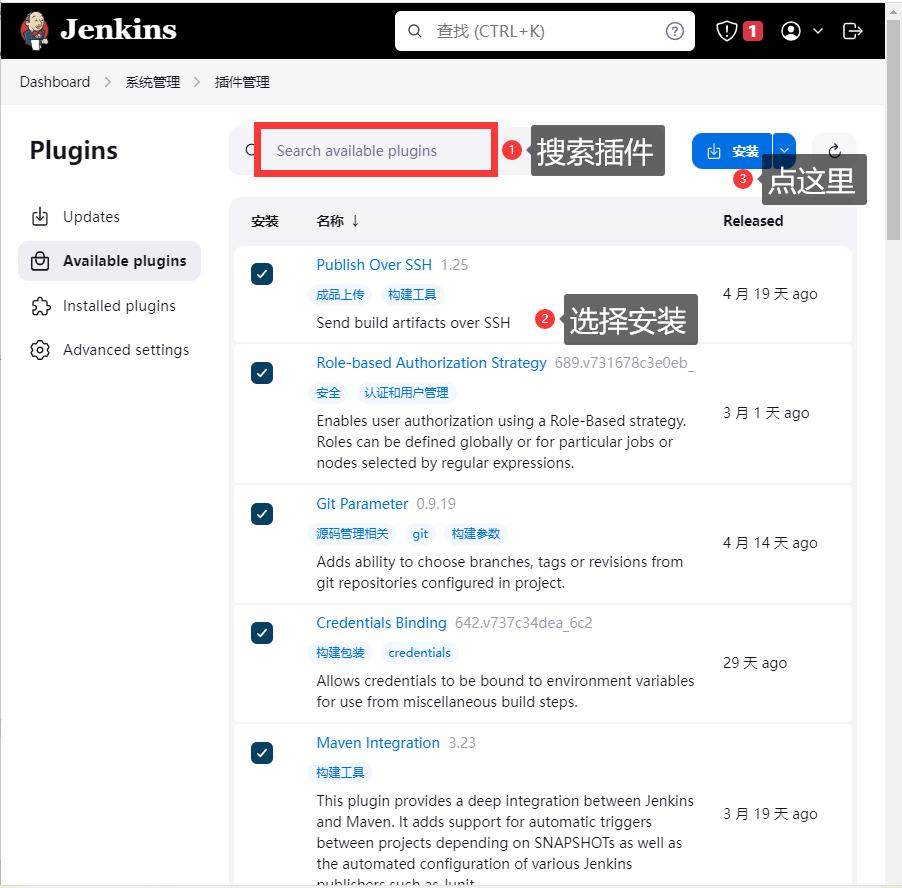 Jenkins
查找 (CTRL+K)
1
Dashboard
系统管理
插件管理
Plugins
Search available plugins
1
搜索插件
安装
3
点这里
Updates
Available plugins
Installed plugins
Advanced settings
安装
名称 ↓
Released
Publish Over SSH 1.25
成品上传 构建工具
Send build artifacts over SSH
4 月 19 天 ago
2
选择安装
Role-based Authorization Strategy 689.v731678c3e0eb_
安全 认证和用户管理
Enables user authorization using a Role-Based strategy.
Roles can be defined globally or for particular jobs or
nodes selected by regular expressions.
3 月 1 天 ago
Git Parameter 0.9.19
源码管理相关 git 构建参数
Adds ability to choose branches, tags or revisions from
git repositories configured in project.
4 月 14 天 ago
Credentials Binding 642.v737c34dea_6c2
构建包装 credentials
Allows credentials to be bound to environment variables
for use from miscellaneous build steps.
29 天 ago
Maven Integration 3.23
构建工具
This plugin provides a deep integration between Jenkins
and Maven. It adds support for automatic triggers
between projects depending on SNAPSHOTs as well as
the automated configuration of various Jenkins
publishers such as Junit.
3 月 19 天 ago